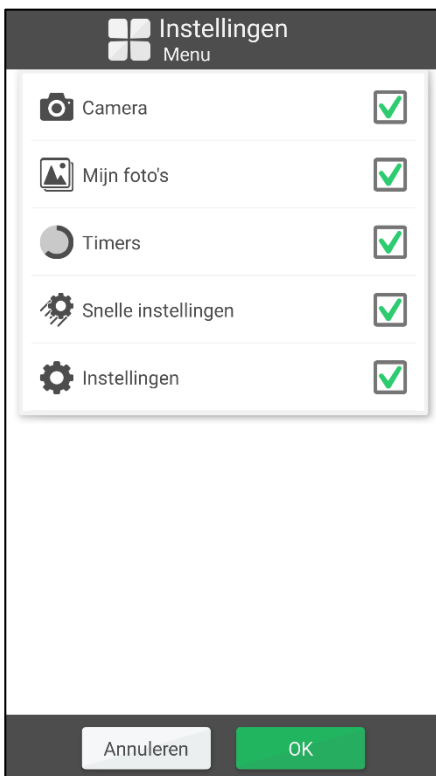 Instellingen
Menu
Camera
Mijn foto's
Timers
Snelle instellingen
Instellingen
Annuleren OK